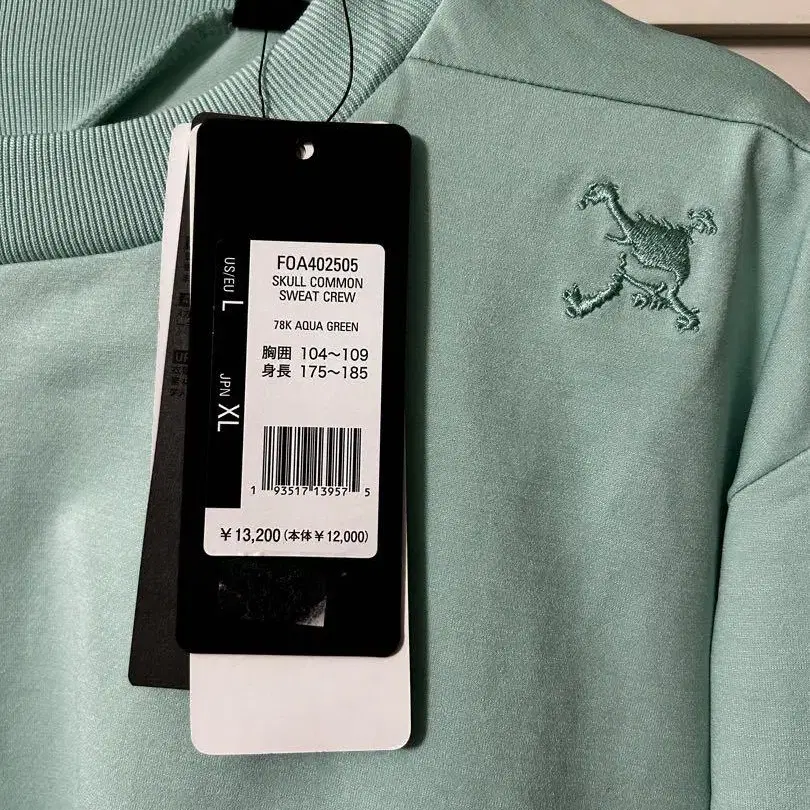 US/EU L
JPN XL
FOA402505
SKULL COMMON
SWEAT CREW
78K AQUA GREEN
胸囲 104〜109
身長 175〜185
1 93517 13957 5
¥13,200(本体¥12,000)